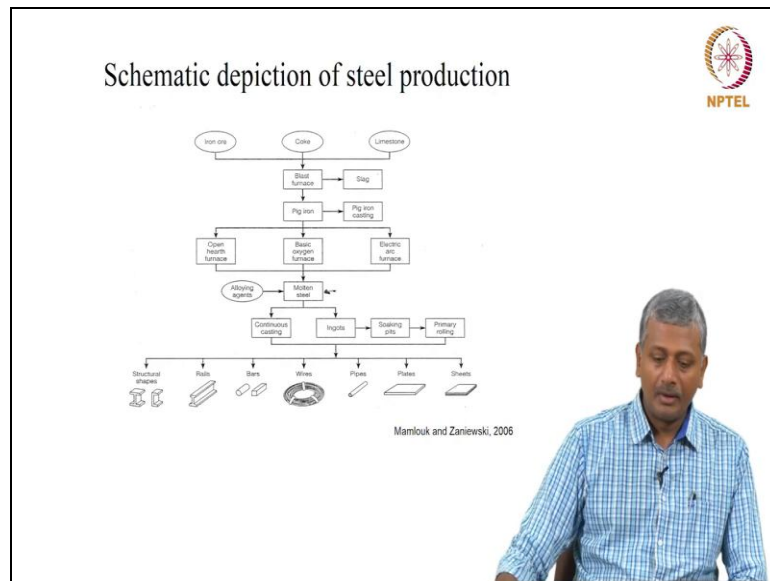 Schematic depiction of steel production
NPTEL
Iron ore
Coke
Limestone
Blast
furnace
Slag
Pig iron
Pig iron
casting
Open
hearth
furnace
Basic
oxygen
furnace
Electric
arc
furnace
Alloying
agents
Molten
steel
Continuous
casting
Ingots
Soaking
pits
Primary
rolling
Structural
shapes
Rails
Bars
Wires
Pipes
Plates
Sheets
Mamlouk and Zaniewski, 2006